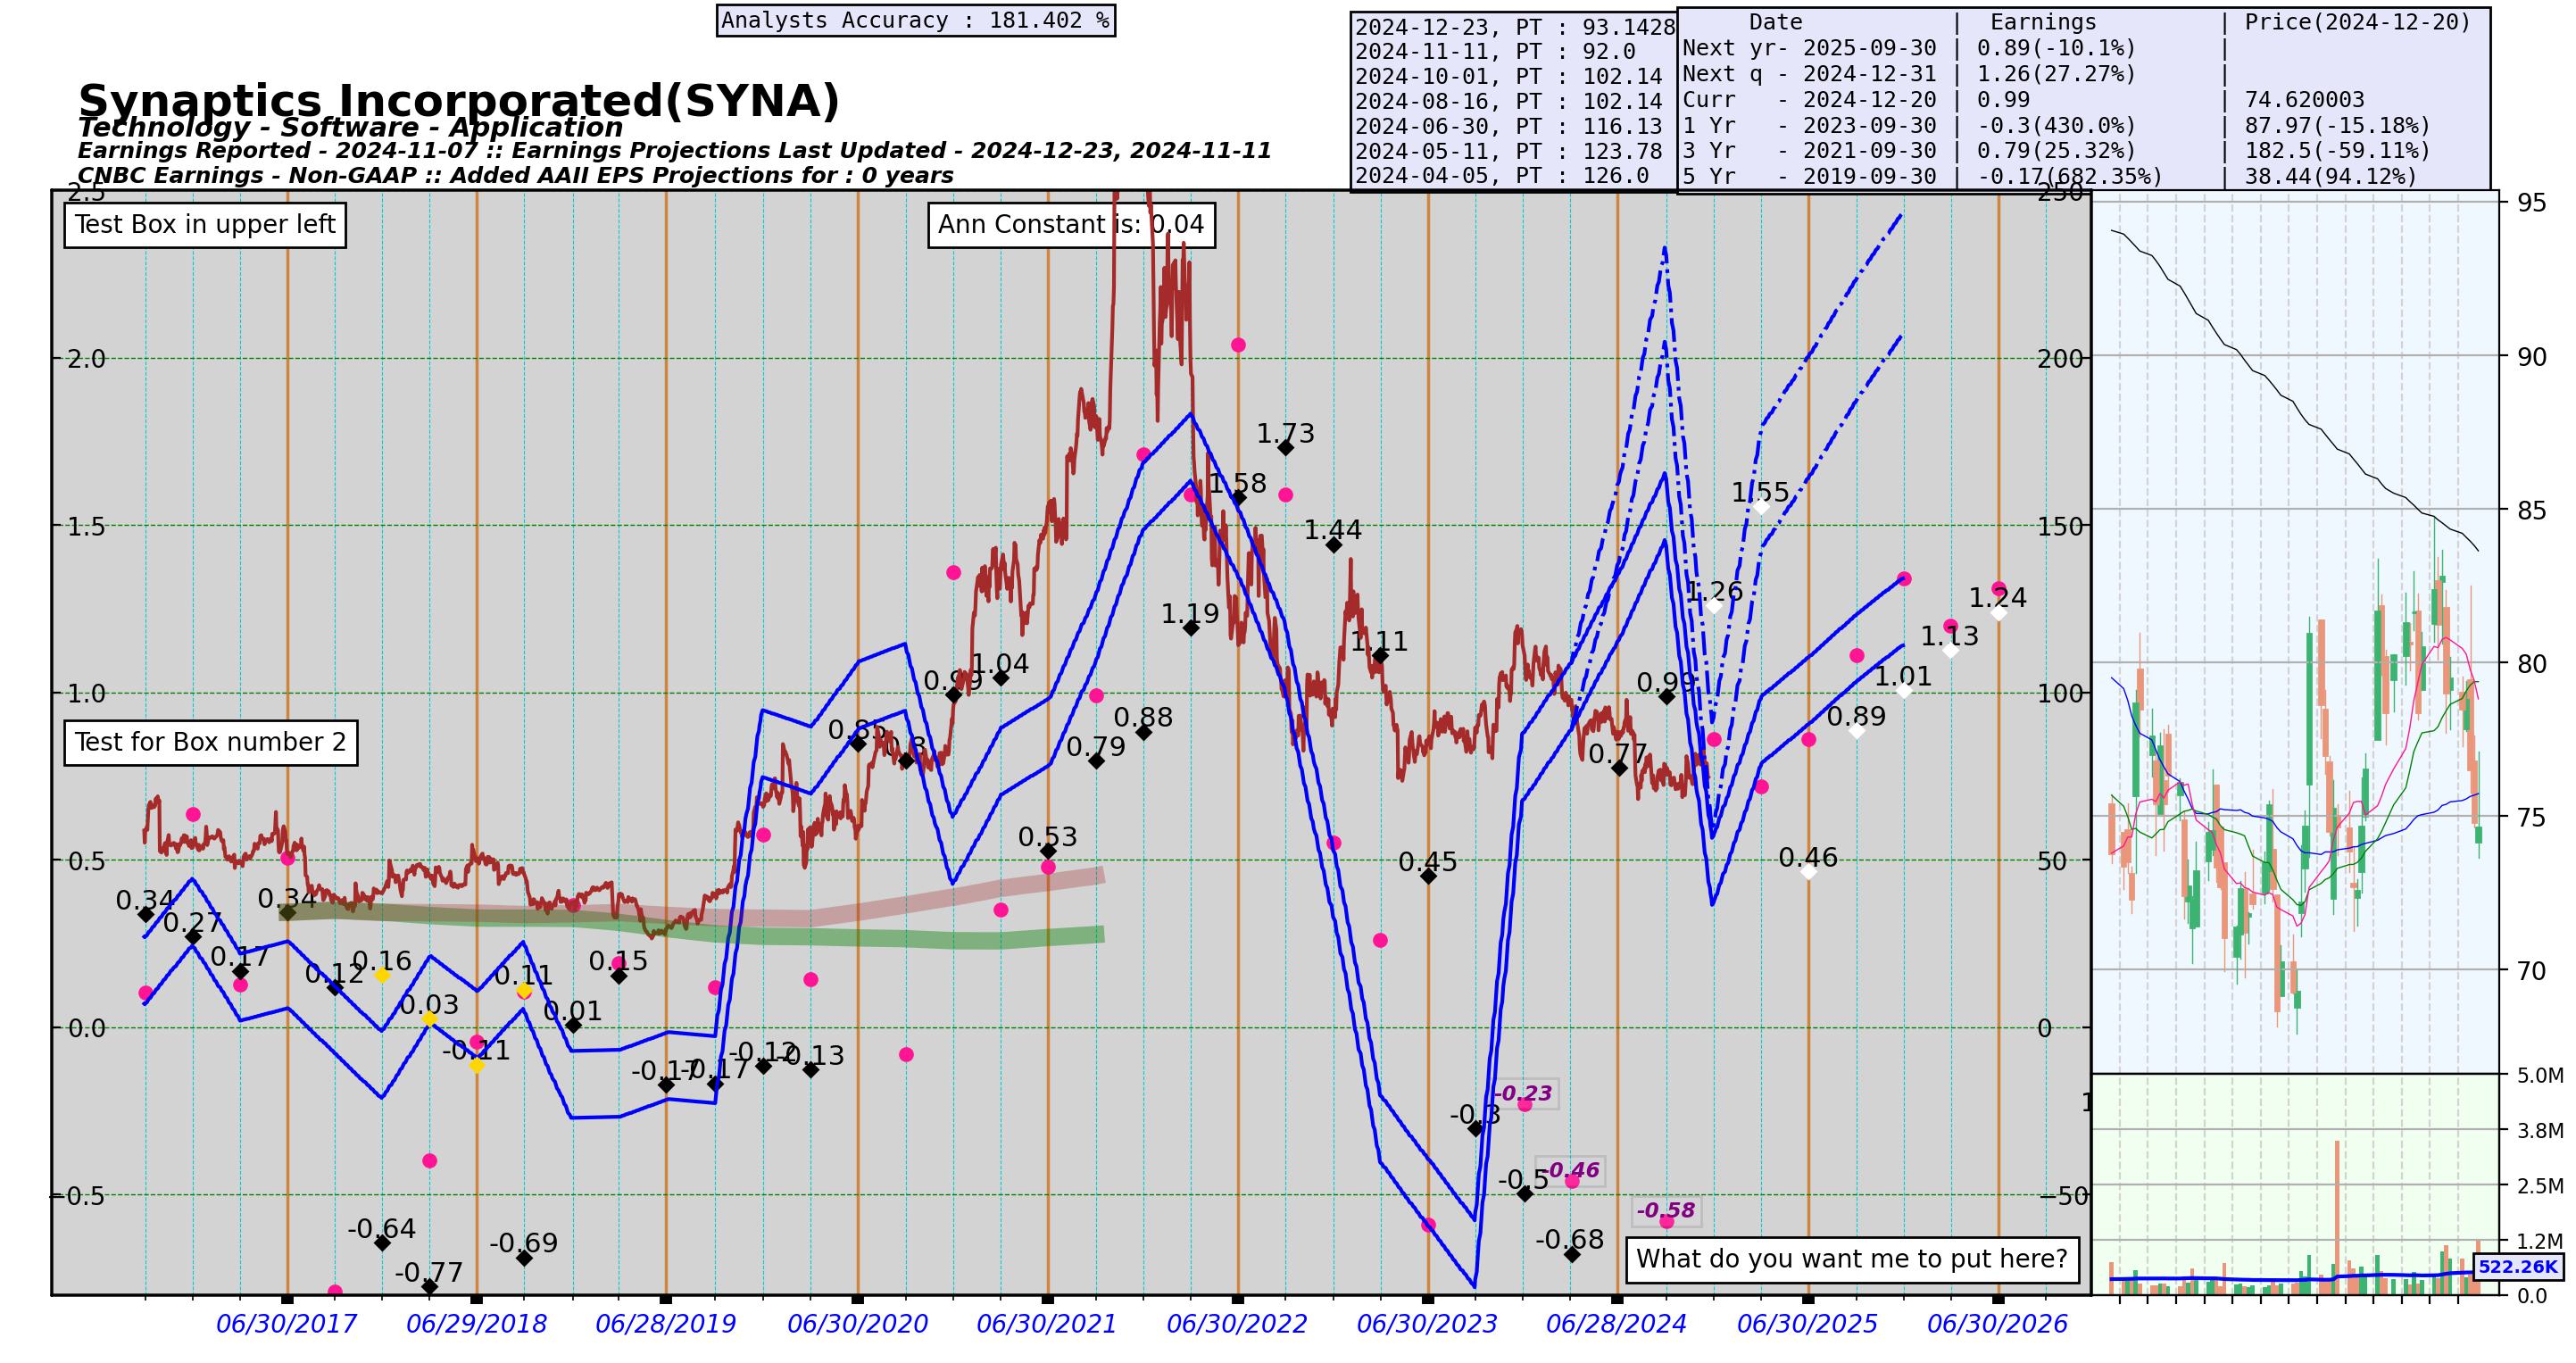 Analysts Accuracy : 181.402 %
2024-12-23, PT : 93.1428
2024-11-11, PT : 92.0
2024-10-01, PT : 102.14
2024-08-16, PT : 102.14
2024-06-30, PT : 116.13
2024-05-11, PT : 123.78
2024-04-05, PT : 126.0
Date | Earnings | Price(2024-12-20)
Next yr- 2025-09-30 | 0.89(-10.1%) |
Next q - 2024-12-31 | 1.26(27.27%) |
Curr - 2024-12-20 | 0.99 | 74.620003
1 Yr - 2023-09-30 | -0.3(430.0%) | 87.97(-15.18%)
3 Yr - 2021-09-30 | 0.79(25.32%) | 182.5(-59.11%)
5 Yr - 2019-09-30 | -0.17(682.35%) | 38.44(94.12%)
Synaptics Incorporated(SYNA)
Technology - Software - Application
Earnings Reported - 2024-11-07 :: Earnings Projections Last Updated - 2024-12-23, 2024-11-11
CNBC Earnings - Non-GAAP :: Added AAII EPS Projections for : 0 years
Test Box in upper left
Ann Constant is: 0.04
Test for Box number 2
What do you want me to put here?
2.5
2.0
1.5
1.0
0.5
0.0
−0.5
250
200
150
100
50
0
−50
1
0.34
0.27
0.17
0.34
0.12
0.16
-0.64
0.03
-0.77
-0.11
0.11
-0.69
0.01
0.15
-0.17
-0.17
-0.12
-0.13
0.85
0.8
0.99
1.04
0.53
0.79
0.88
1.19
1.58
1.73
1.44
1.11
0.45
-0.3
-0.23
-0.5
-0.46
-0.68
0.77
0.99
-0.58
1.26
1.55
0.46
0.89
1.01
1.13
1.24
95
90
85
80
75
70
5.0M
3.8M
2.5M
1.2M
522.26K
0.0
06/30/2017
06/29/2018
06/28/2019
06/30/2020
06/30/2021
06/30/2022
06/30/2023
06/28/2024
06/30/2025
06/30/2026